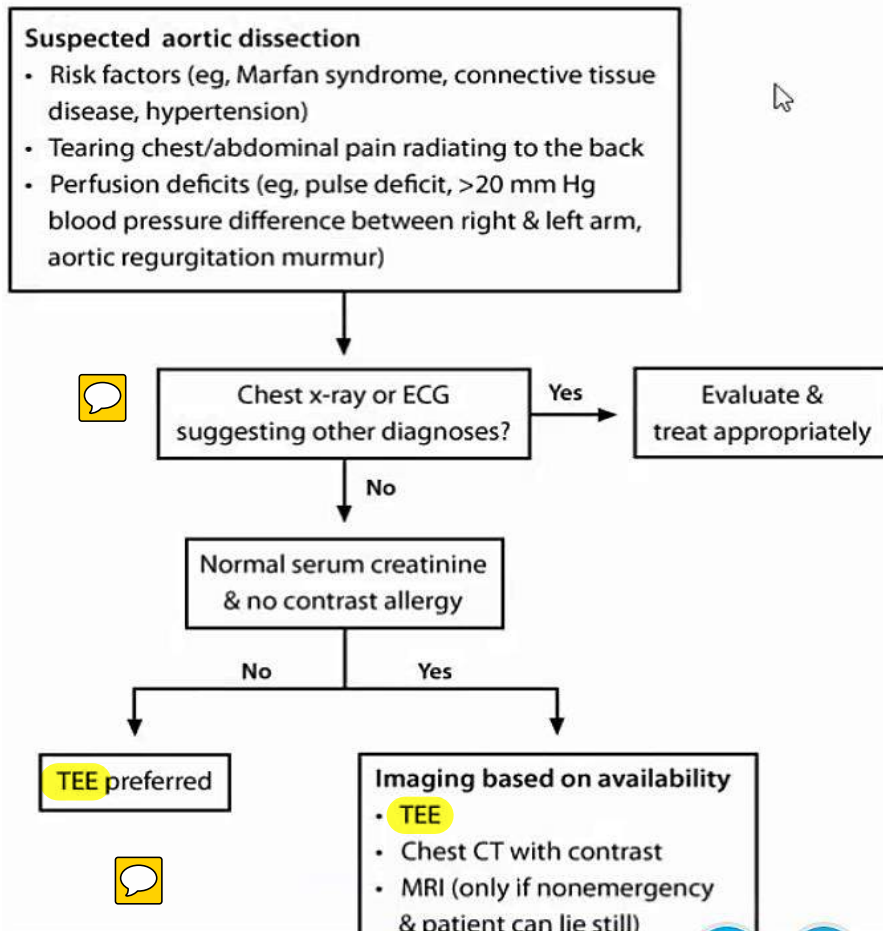 Suspected aortic dissection
• Risk factors (eg, Marfan syndrome, connective tissue
disease, hypertension)
• Tearing chest/abdominal pain radiating to the back
• Perfusion deficits (eg, pulse deficit, >20 mm Hg
blood pressure difference between right & left arm,
aortic regurgitation murmur)
Chest x-ray or ECG
suggesting other diagnoses?
Yes
Evaluate &
treat appropriately
No
Normal serum creatinine
& no contrast allergy
No
Yes
TEE preferred
Imaging based on availability
• TEE
• Chest CT with contrast
• MRI (only if nonemergency
& patient can lie still)